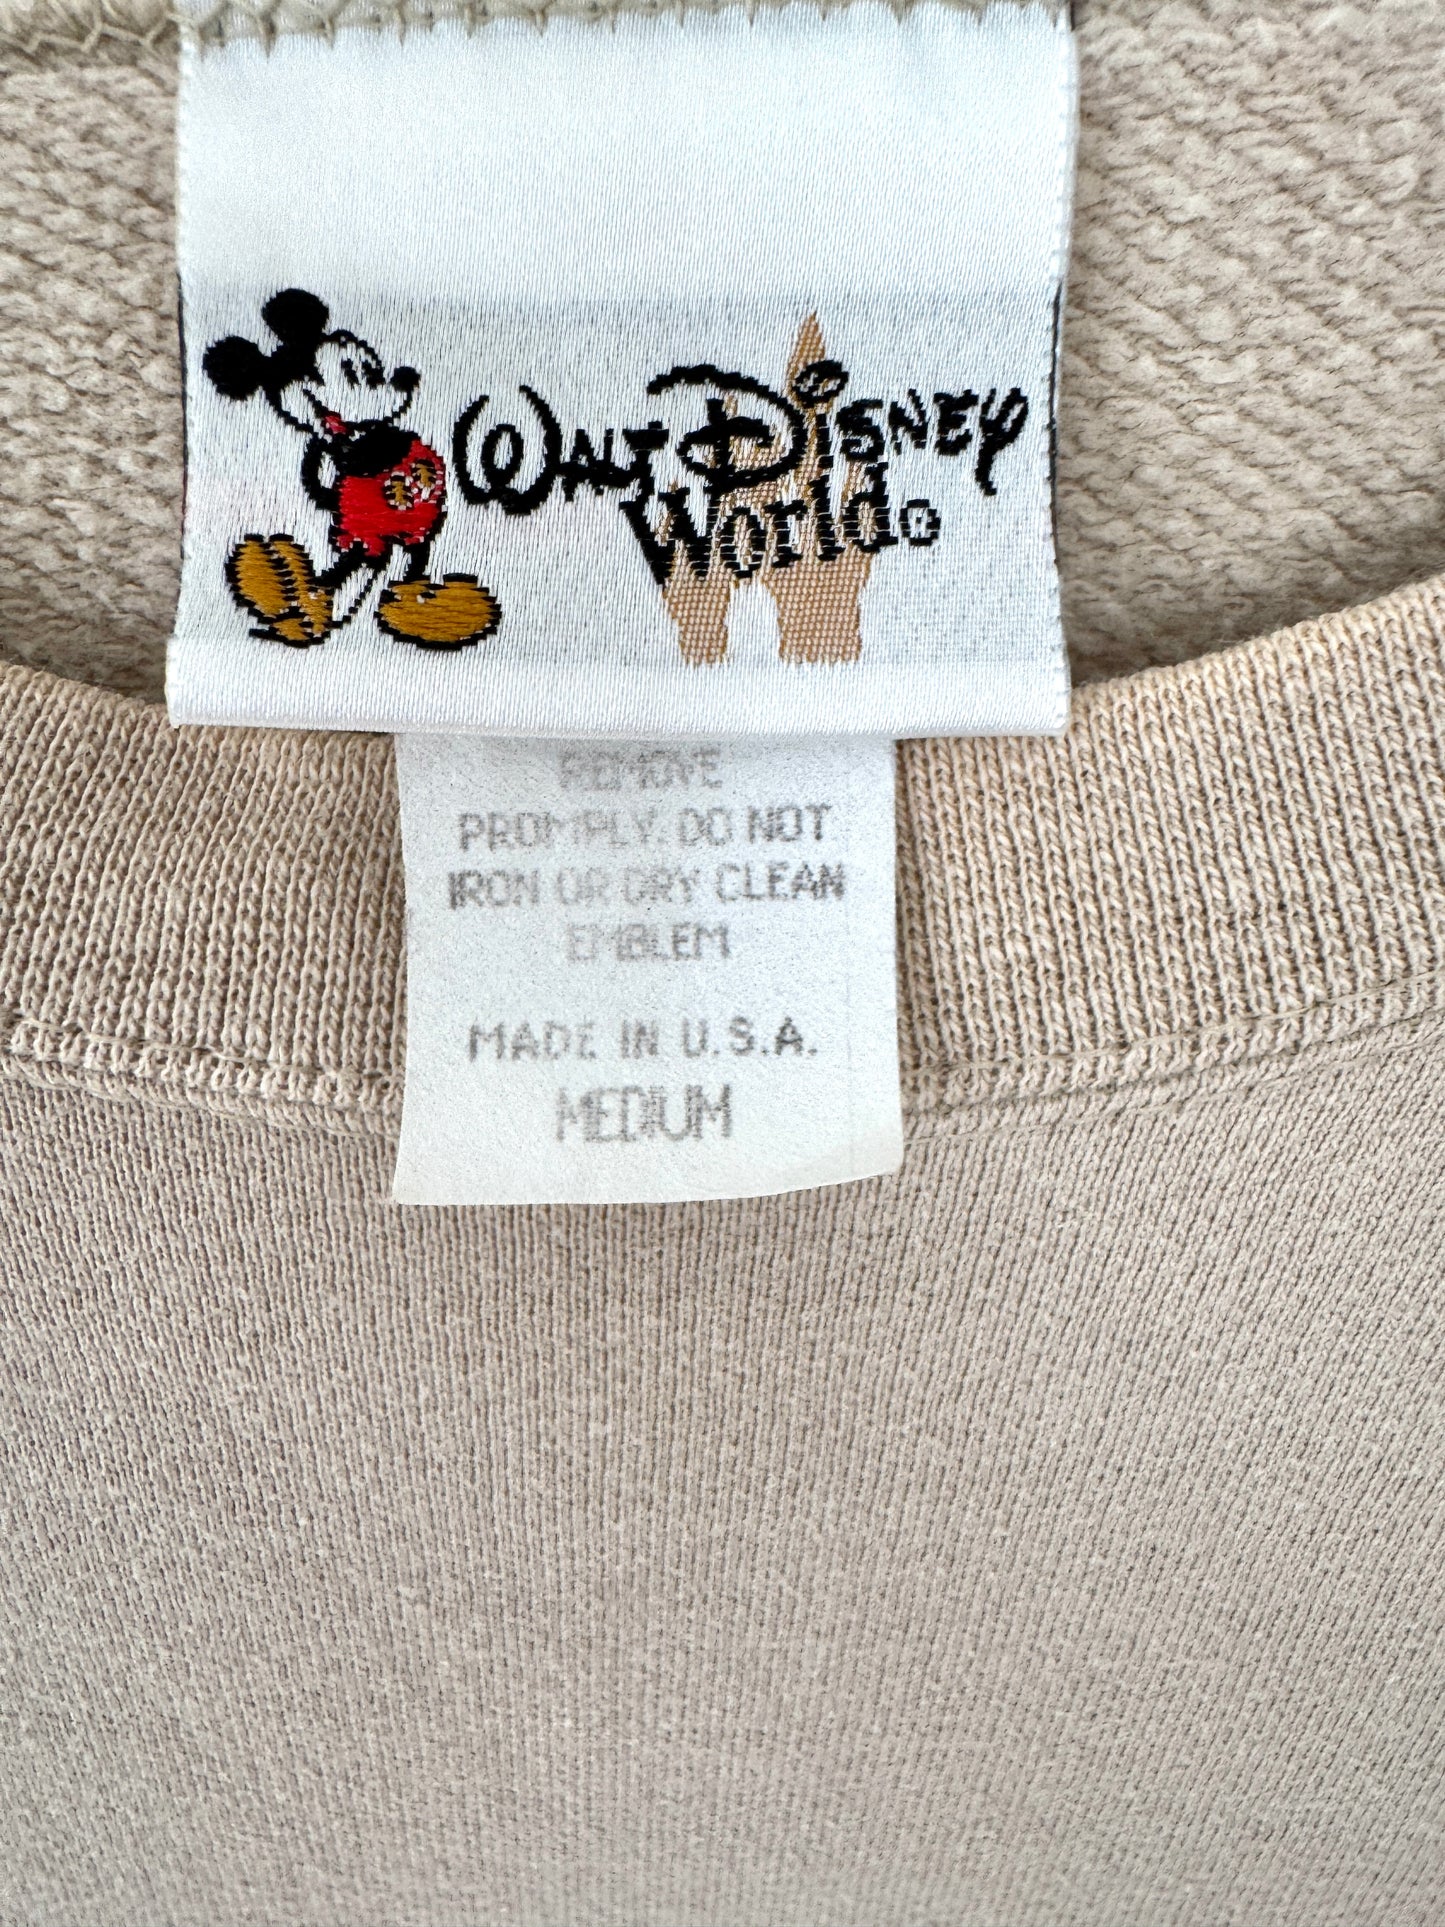 WALT DISNEY
World®
REMOVE
PROMPLY. DO NOT
IRON OR DRY CLEAN
EMBLEM
MADE IN U.S.A.
MEDIUM